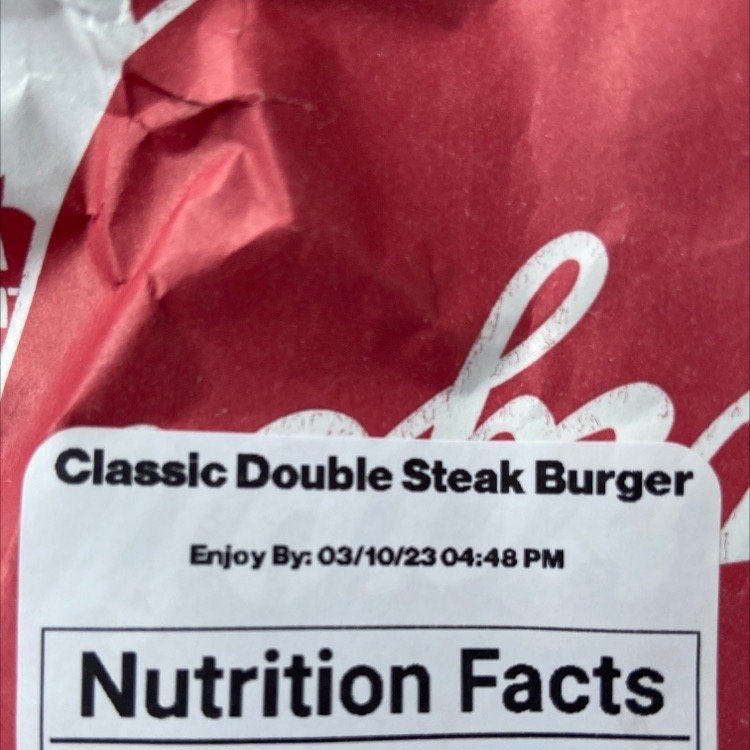 Classic Double Steak Burger
Enjoy By: 03/10/23 04:48 PM
Nutrition Facts